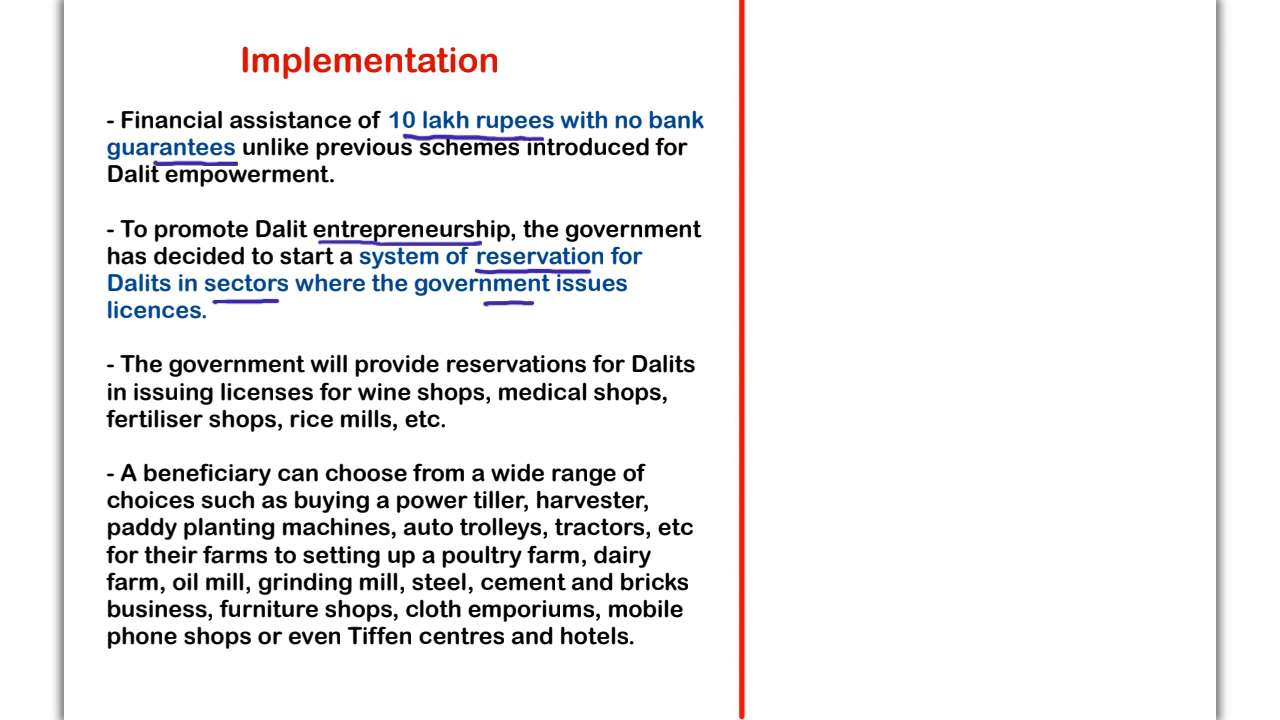 Implementation
- Financial assistance of 10 lakh rupees with no bank
guarantees unlike previous schemes introduced for
Dalit empowerment.
- To promote Dalit entrepreneurship, the government
has decided to start a system of reservation for
Dalits in sectors where the government issues
licences.
- The government will provide reservations for Dalits
in issuing licenses for wine shops, medical shops,
fertiliser shops, rice mills, etc.
- A beneficiary can choose from a wide range of
choices such as buying a power tiller, harvester,
paddy planting machines, auto trolleys, tractors, etc
for their farms to setting up a poultry farm, dairy
farm, oil mill, grinding mill, steel, cement and bricks
business, furniture shops, cloth emporiums, mobile
phone shops or even Tiffen centres and hotels.